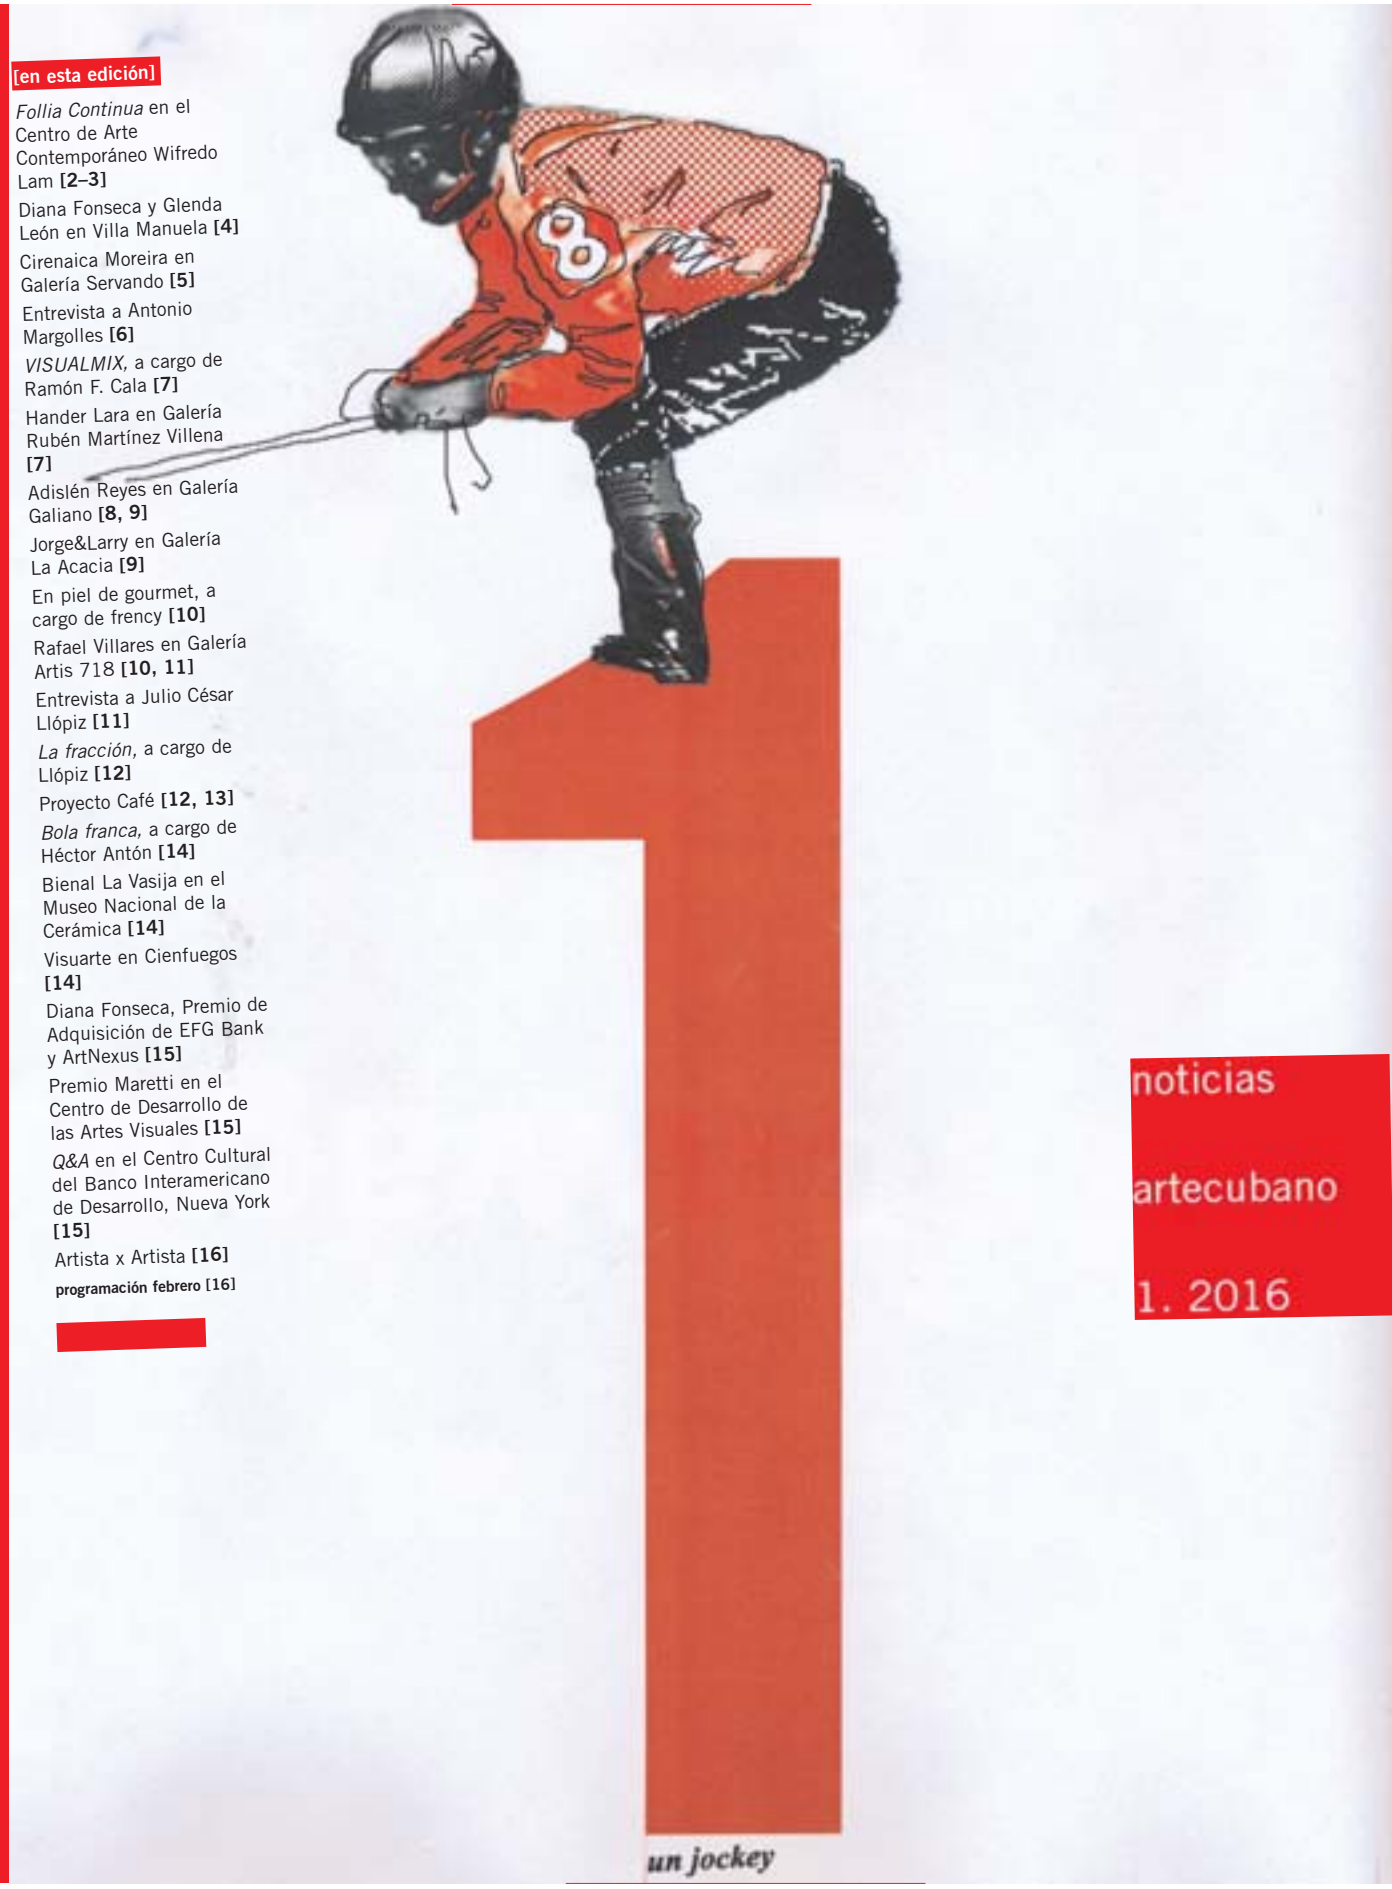 [en esta edición]
Follia Continua en el
Centro de Arte
Contemporáneo Wifredo
Lam [2–3]
Diana Fonseca y Glenda
León en Villa Manuela [4]
Cirenaica Moreira en
Galería Servando [5]
Entrevista a Antonio
Margolles [6]
VISUALMIX, a cargo de
Ramón F. Cala [7]
Hander Lara en Galería
Rubén Martínez Villena
[7]
Adislén Reyes en Galería
Galiano [8, 9]
Jorge&Larry en Galería
La Acacia [9]
En piel de gourmet, a
cargo de frency [10]
Rafael Villares en Galería
Artis 718 [10, 11]
Entrevista a Julio César
Llópiz [11]
La fracción, a cargo de
Llópiz [12]
Proyecto Café [12, 13]
Bola franca, a cargo de
Héctor Antón [14]
Bienal La Vasija en el
Museo Nacional de la
Cerámica [14]
Visuarte en Cienfuegos
[14]
Diana Fonseca, Premio de
Adquisición de EFG Bank
y ArtNexus [15]
Premio Maretti en el
Centro de Desarrollo de
las Artes Visuales [15]
Q&A en el Centro Cultural
del Banco Interamericano
de Desarrollo, Nueva York
[15]
Artista x Artista [16]
programación febrero [16]
8
1
noticias
artecubano
1. 2016
un jockey